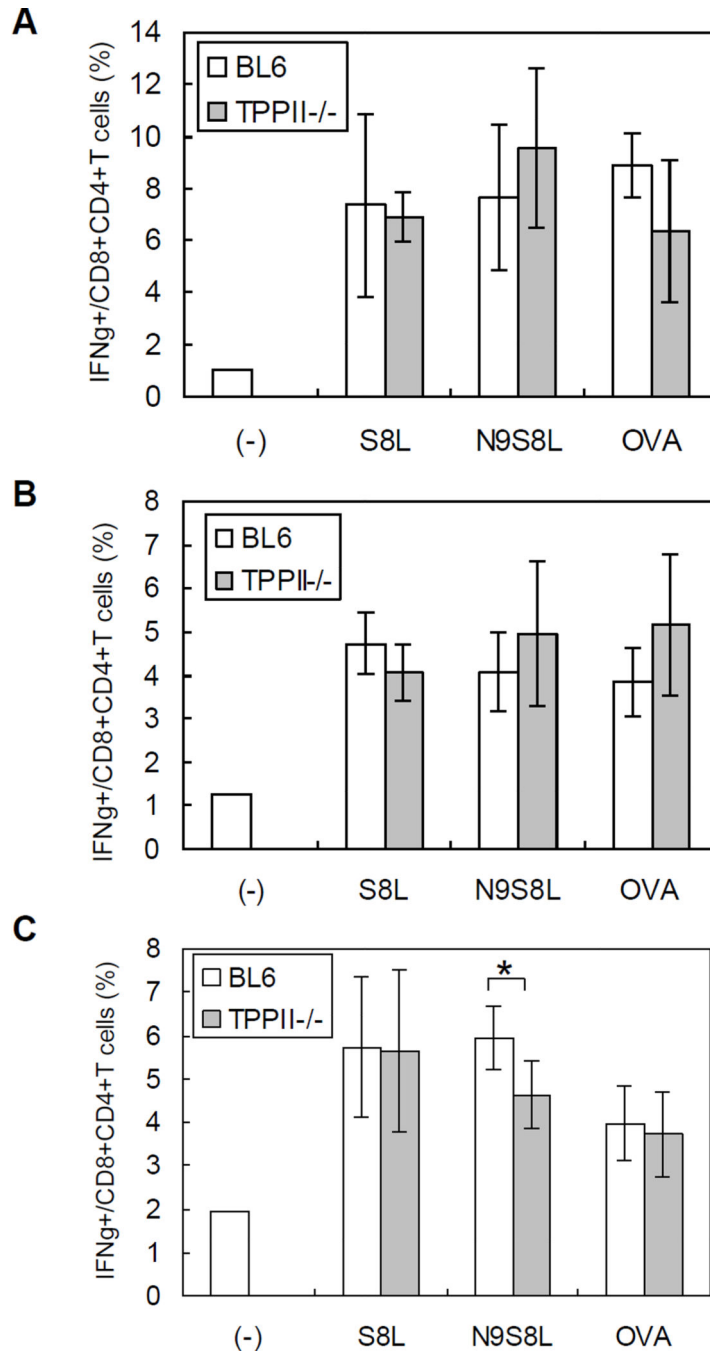 A
IFNg+/CD8+CD4+T cells (%)
14
12
10
8
6
4
2
0
BL6
TPPII-/-
(-) S8L N9S8L OVA
B
IFNg+/CD8+CD4+T cells (%)
8
7
6
5
4
3
2
1
0
BL6
TPPII-/-
(-) S8L N9S8L OVA
C
IFNg+/CD8+CD4+T cells (%)
8
7
6
5
4
3
2
1
0
BL6
TPPII-/-
*
(-) S8L N9S8L OVA